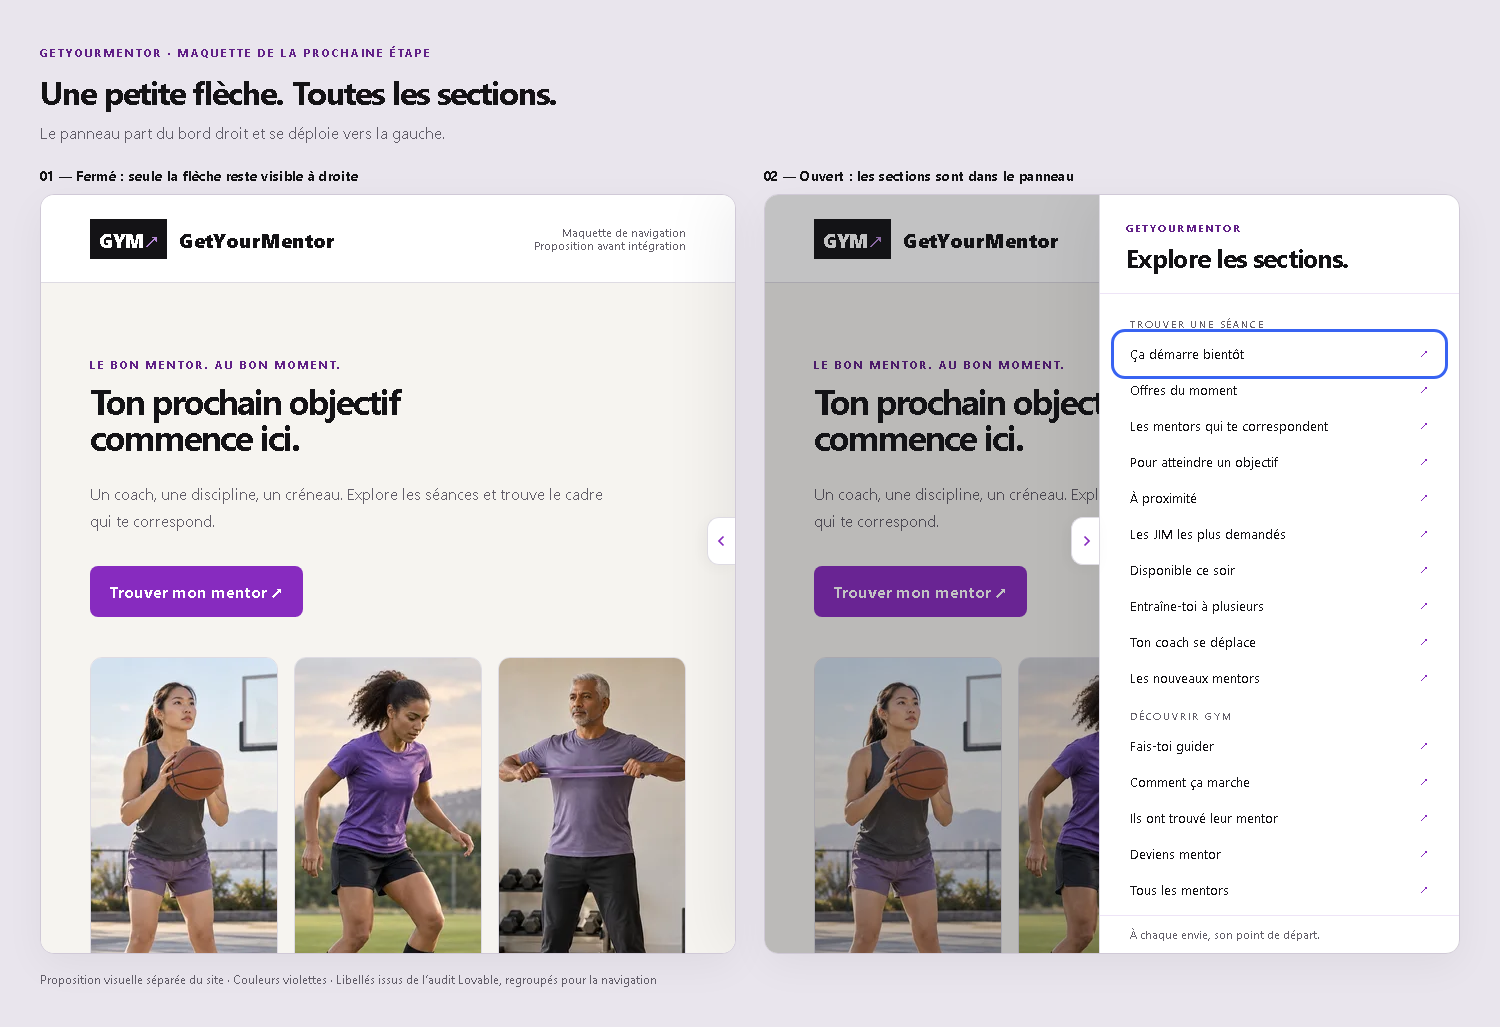 GETYOURMENTOR · MAQUETTE DE LA PROCHAINE ÉTAPE
Une petite flèche. Toutes les sections.
Le panneau part du bord droit et se déploie vers la gauche.
01 — Fermé : seule la flèche reste visible à droite
GYM↗ GetYourMentor
Maquette de navigation
Proposition avant intégration
LE BON MENTOR. AU BON MOMENT.
Ton prochain objectif
commence ici.
Un coach, une discipline, un créneau. Explore les séances et trouve le cadre
qui te correspond.
Trouver mon mentor ↗
02 — Ouvert : les sections sont dans le panneau
GYM↗ GetYourMentor
LE BON MENTOR. AU BON MOMENT.
Ton prochain object
commence ici.
Un coach, une discipline, un créneau. Expl
qui te correspond.
Trouver mon mentor ↗
GETYOURMENTOR
Explore les sections.
TROUVER UNE SÉANCE
Ça démarre bientôt ↗
Offres du moment ↗
Les mentors qui te correspondent ↗
Pour atteindre un objectif ↗
À proximité ↗
Les JIM les plus demandés ↗
Disponible ce soir ↗
Entraîne-toi à plusieurs ↗
Ton coach se déplace ↗
Les nouveaux mentors ↗
DÉCOUVRIR GYM
Fais-toi guider ↗
Comment ça marche ↗
Ils ont trouvé leur mentor ↗
Deviens mentor ↗
Tous les mentors ↗
À chaque envie, son point de départ.
Proposition visuelle séparée du site · Couleurs violettes · Libellés issus de l'audit Lovable, regroupés pour la navigation